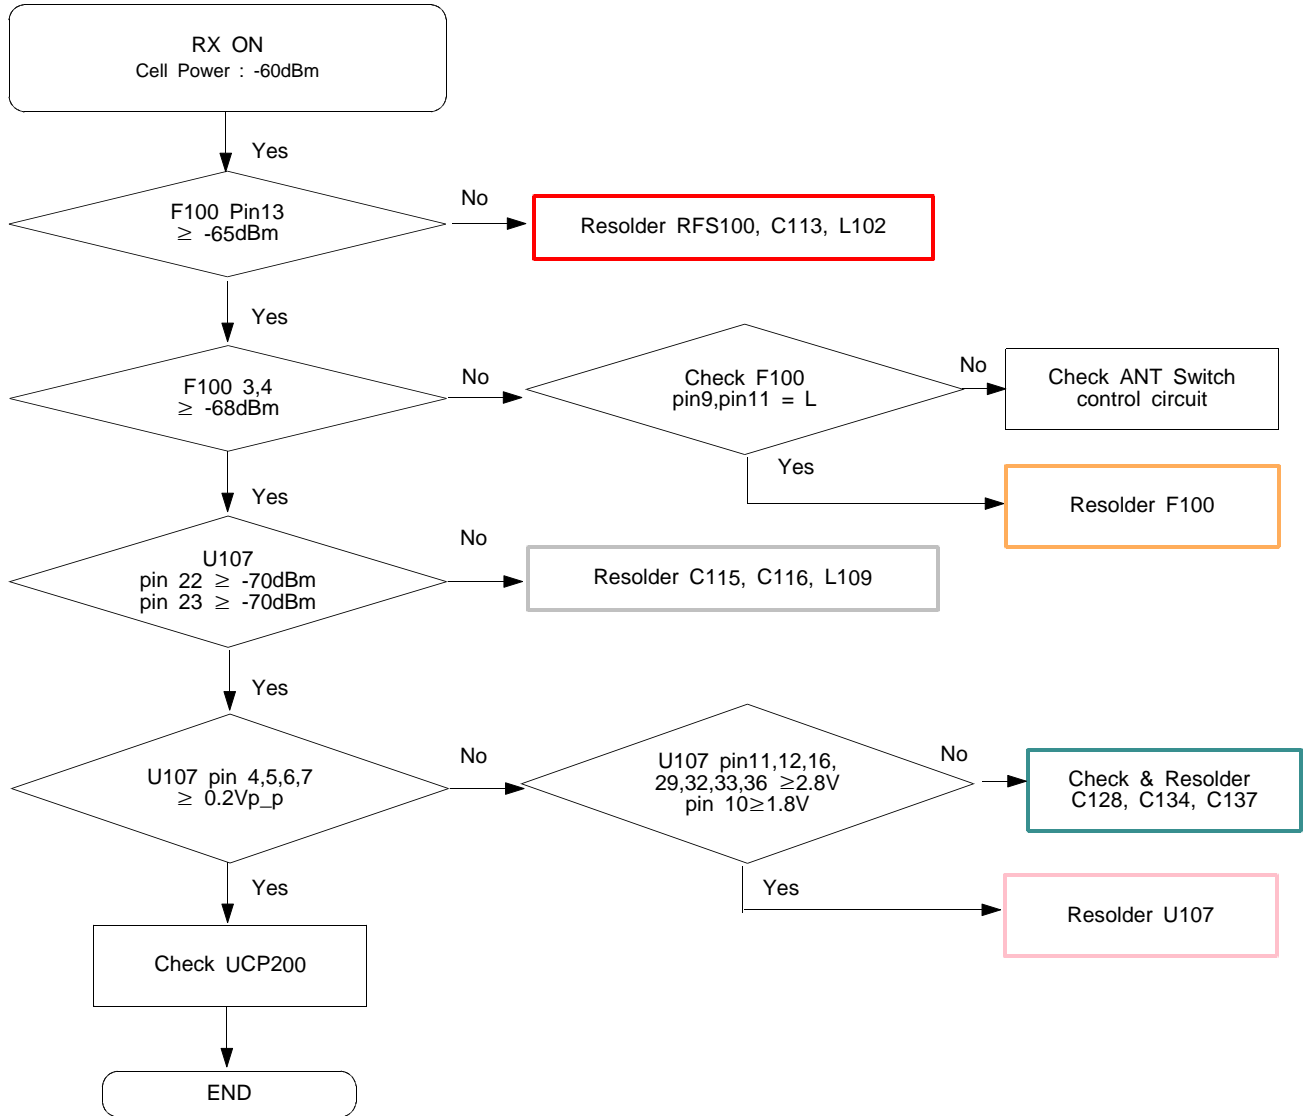 RX ON
Cell Power : -60dBm
Yes
F100 Pin13
≥ -65dBm
No
Resolder RFS100, C113, L102
Yes
F100 3,4
≥ -68dBm
No
Check F100
pin9,pin11 = L
No
Check ANT Switch
control circuit
Yes
Resolder F100
Yes
U107
pin 22 ≥ -70dBm
pin 23 ≥ -70dBm
No
Resolder C115, C116, L109
Yes
U107 pin 4,5,6,7
≥ 0.2Vp_p
No
U107 pin11,12,16,
29,32,33,36 ≥2.8V
pin 10≥1.8V
No
Check & Resolder
C128, C134, C137
Yes
Resolder U107
Yes
Check UCP200
END